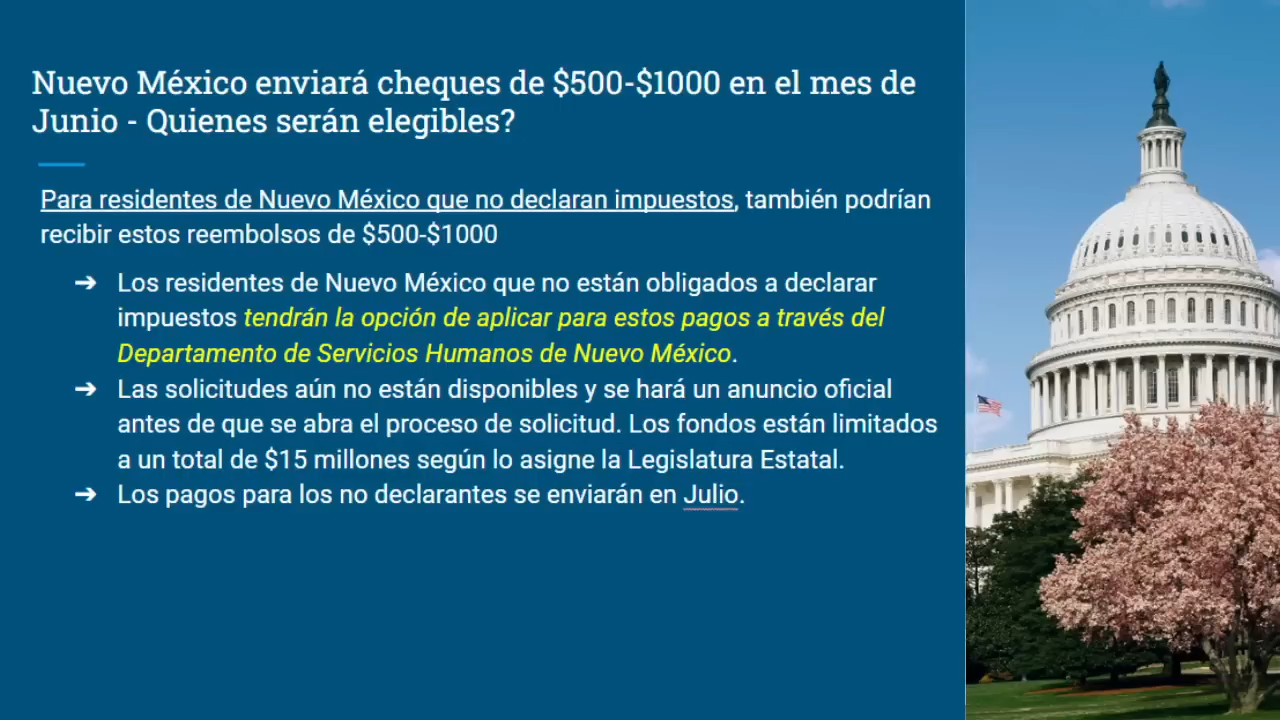 Nuevo México enviará cheques de $500-$1000 en el mes de
Junio - Quienes serán elegibles?
Para residentes de Nuevo México que no declaran impuestos, también podrían
recibir estos reembolsos de $500-$1000
➔ Los residentes de Nuevo México que no están obligados a declarar
impuestos tendrán la opción de aplicar para estos pagos a través del
Departamento de Servicios Humanos de Nuevo México.
➔ Las solicitudes aún no están disponibles y se hará un anuncio oficial
antes de que se abra el proceso de solicitud. Los fondos están limitados
a un total de $15 millones según lo asigne la Legislatura Estatal.
➔ Los pagos para los no declarantes se enviarán en Julio.